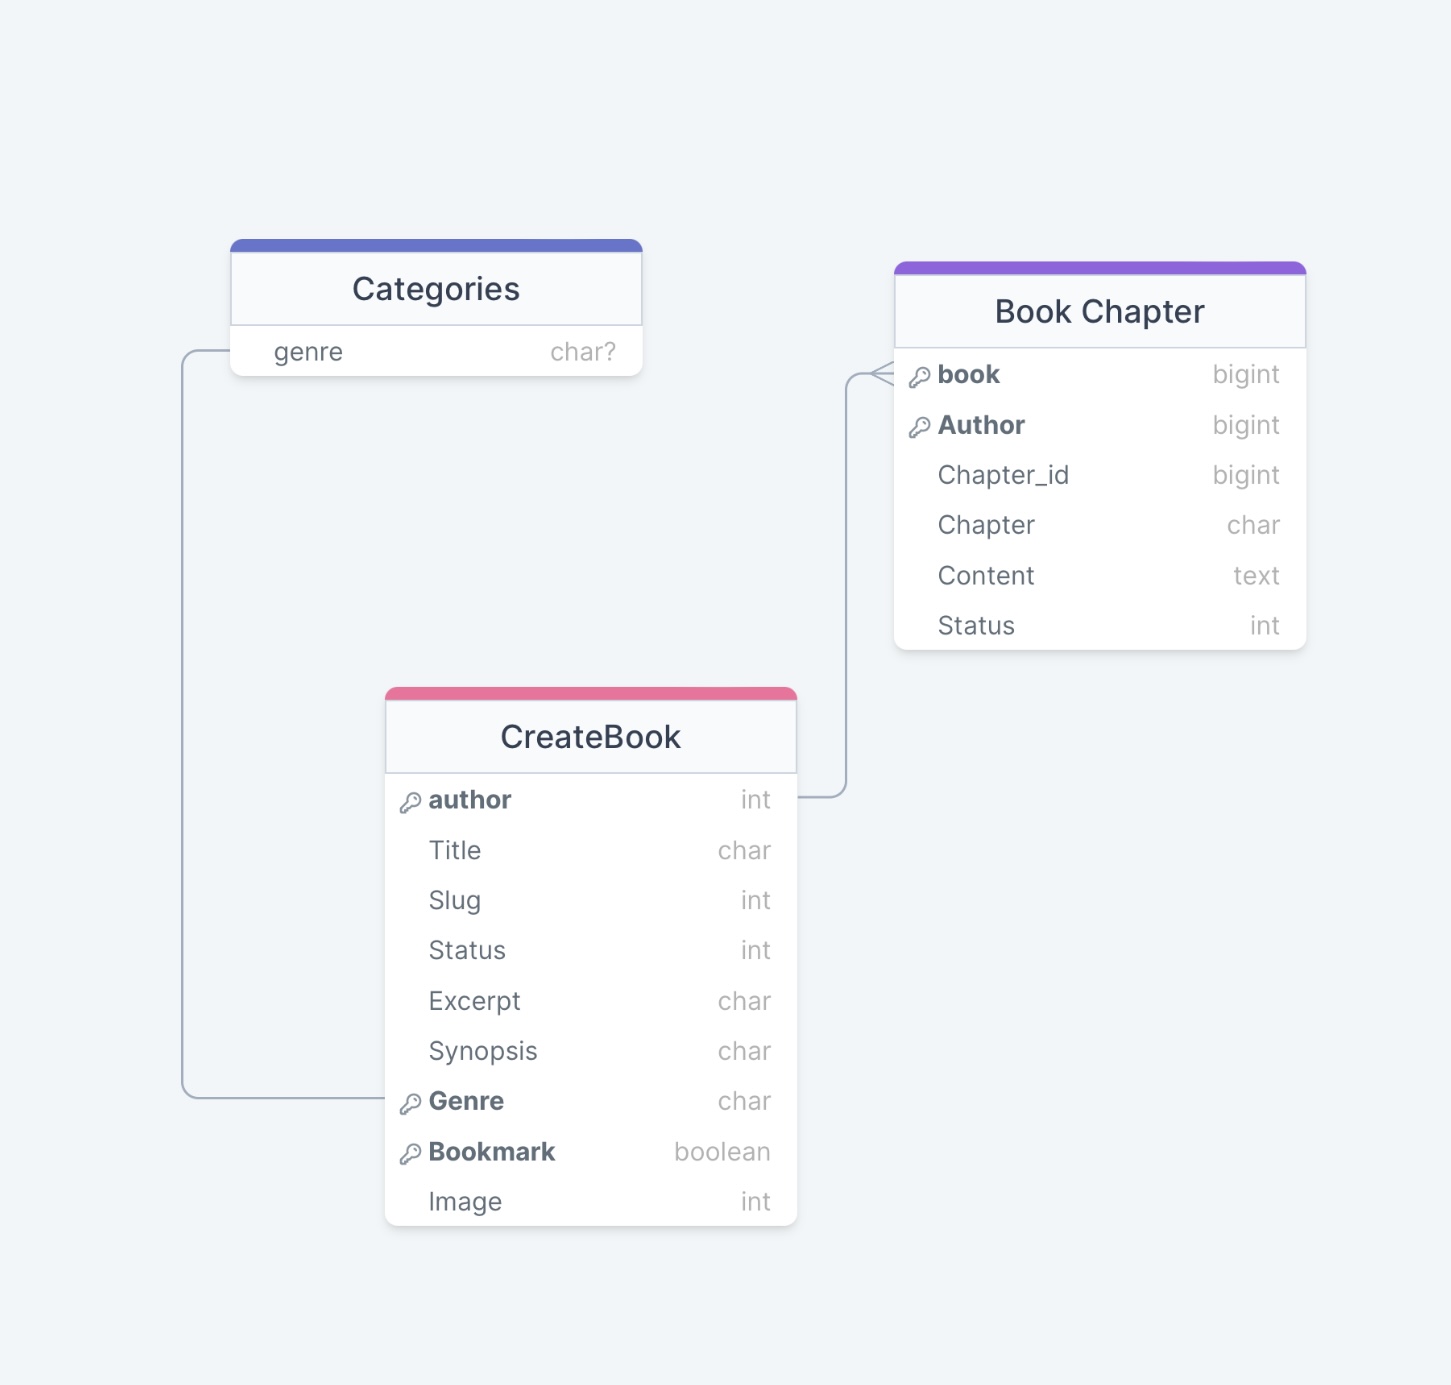 Categories
genre char?
Book Chapter
book bigint
Author bigint
Chapter_id bigint
Chapter char
Content text
Status int
CreateBook
author int
Title char
Slug int
Status int
Excerpt char
Synopsis char
Genre char
Bookmark boolean
Image int